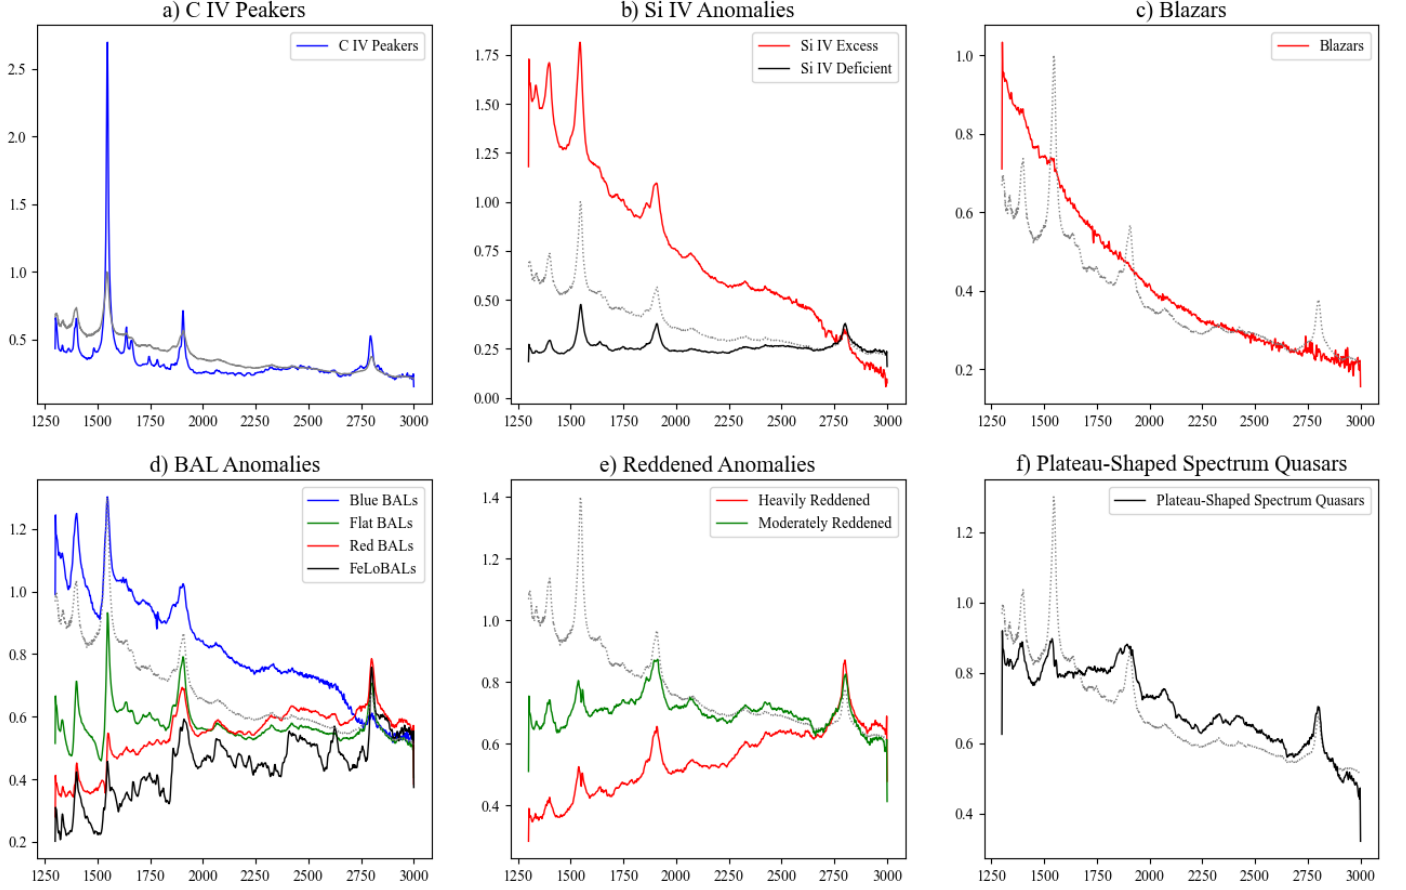 a) C IV Peakers
C IV Peakers
2.5
2.0
1.5
1.0
0.5
1250 1500 1750 2000 2250 2500 2750 3000
b) Si IV Anomalies
Si IV Excess
Si IV Deficient
1.75
1.50
1.25
1.00
0.75
0.50
0.25
0.00
1250 1500 1750 2000 2250 2500 2750 3000
c) Blazars
Blazars
1.0
0.8
0.6
0.4
0.2
1250 1500 1750 2000 2250 2500 2750 3000
d) BAL Anomalies
Blue BALs
Flat BALs
Red BALs
FeLoBALs
1.2
1.0
0.8
0.6
0.4
0.2
1250 1500 1750 2000 2250 2500 2750 3000
e) Reddened Anomalies
Heavily Reddened
Moderately Reddened
1.4
1.2
1.0
0.8
0.6
0.4
1250 1500 1750 2000 2250 2500 2750 3000
f) Plateau-Shaped Spectrum Quasars
Plateau-Shaped Spectrum Quasars
1.2
1.0
0.8
0.6
0.4
1250 1500 1750 2000 2250 2500 2750 3000